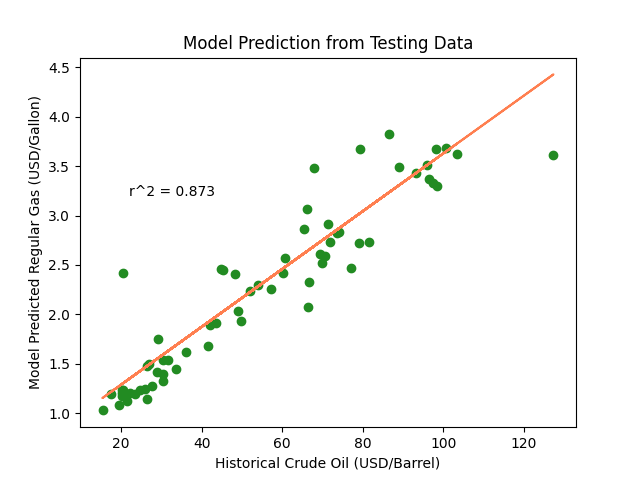 Model Prediction from Testing Data
4.5
4.0
3.5
3.0
2.5
2.0
1.5
1.0
Model Predicted Regular Gas (USD/Gallon)
r^2 = 0.873
20 40 60 80 100 120
Historical Crude Oil (USD/Barrel)